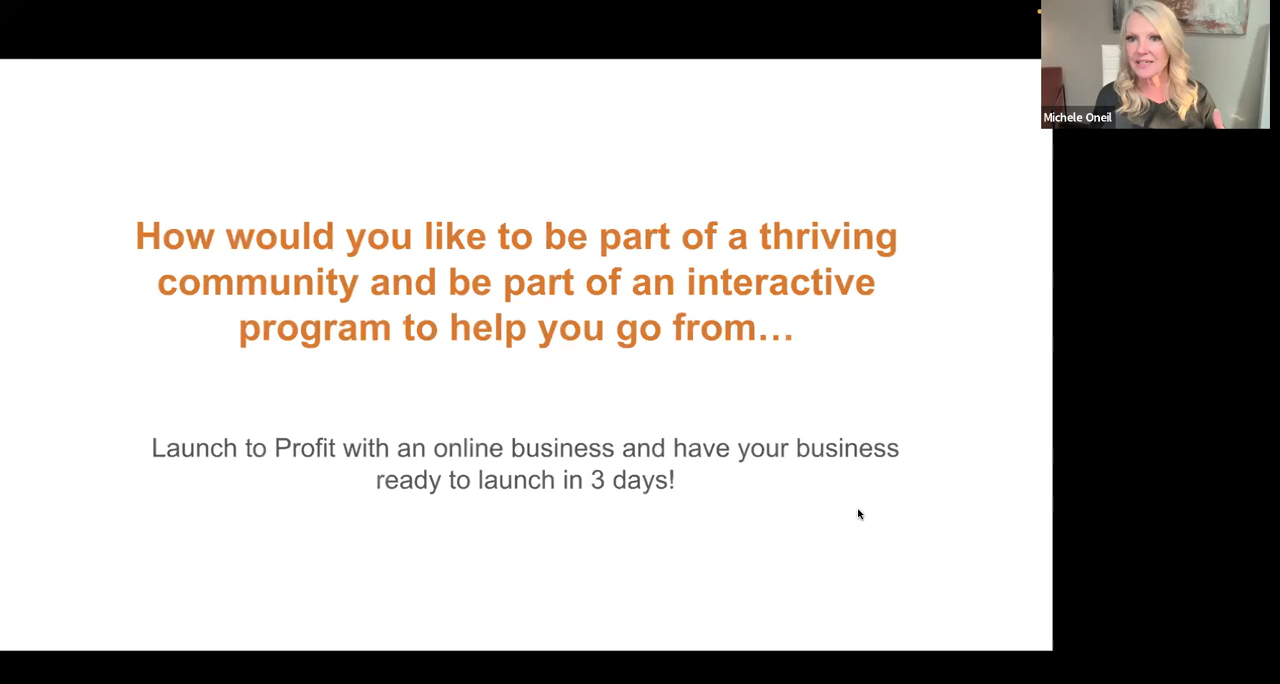 Michele Oneil
How would you like to be part of a thriving
community and be part of an interactive
program to help you go from…
Launch to Profit with an online business and have your business
ready to launch in 3 days!